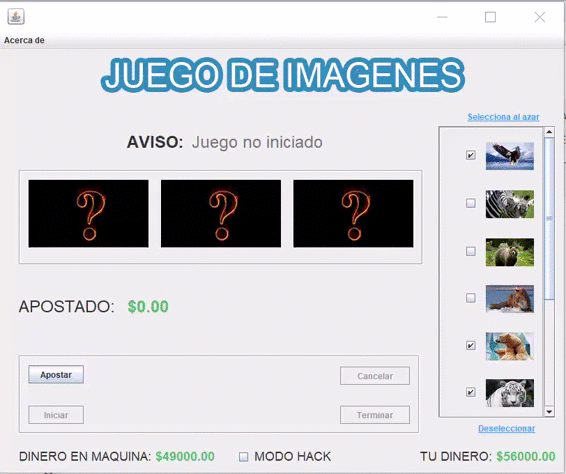 Acerca de
JUEGO DE IMAGENES
Selecciona al azar
AVISO: Juego no iniciado
APOSTADO: $0.00
Apostar
Cancelar
Iniciar
Terminar
Deseleccionar
DINERO EN MAQUINA: $49000.00
MODO HACK
TU DINERO: $56000.00